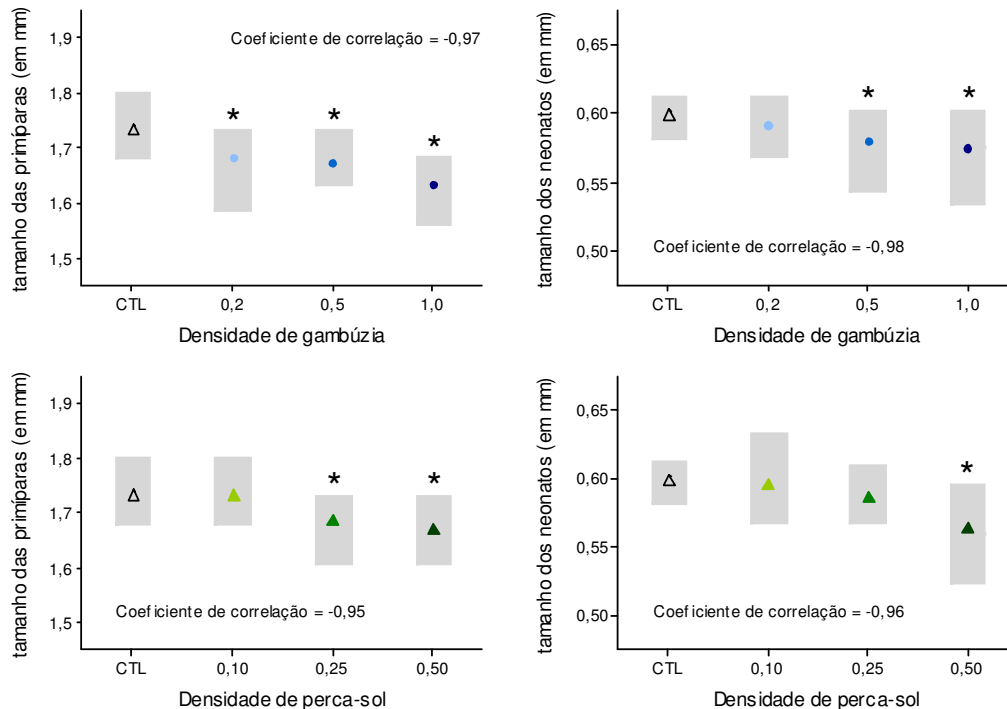 tamanho das primíparas (em mm)
1,9
1,8
1,7
1,6
1,5
Coeficiente de correlação = -0,97
*
*
*
CTL 0,2 0,5 1,0
Densidade de gambúzia
tamanho dos neonatos (em mm)
0,65
0,60
0,55
0,50
*
*
Coeficiente de correlação = -0,98
CTL 0,2 0,5 1,0
Densidade de gambúzia
tamanho das primíparas (em mm)
1,9
1,8
1,7
1,6
1,5
*
*
Coeficiente de correlação = -0,95
CTL 0,10 0,25 0,50
Densidade de perca-sol
tamanho dos neonatos (em mm)
0,65
0,60
0,55
0,50
*
Coeficiente de correlação = -0,96
CTL 0,10 0,25 0,50
Densidade de perca-sol